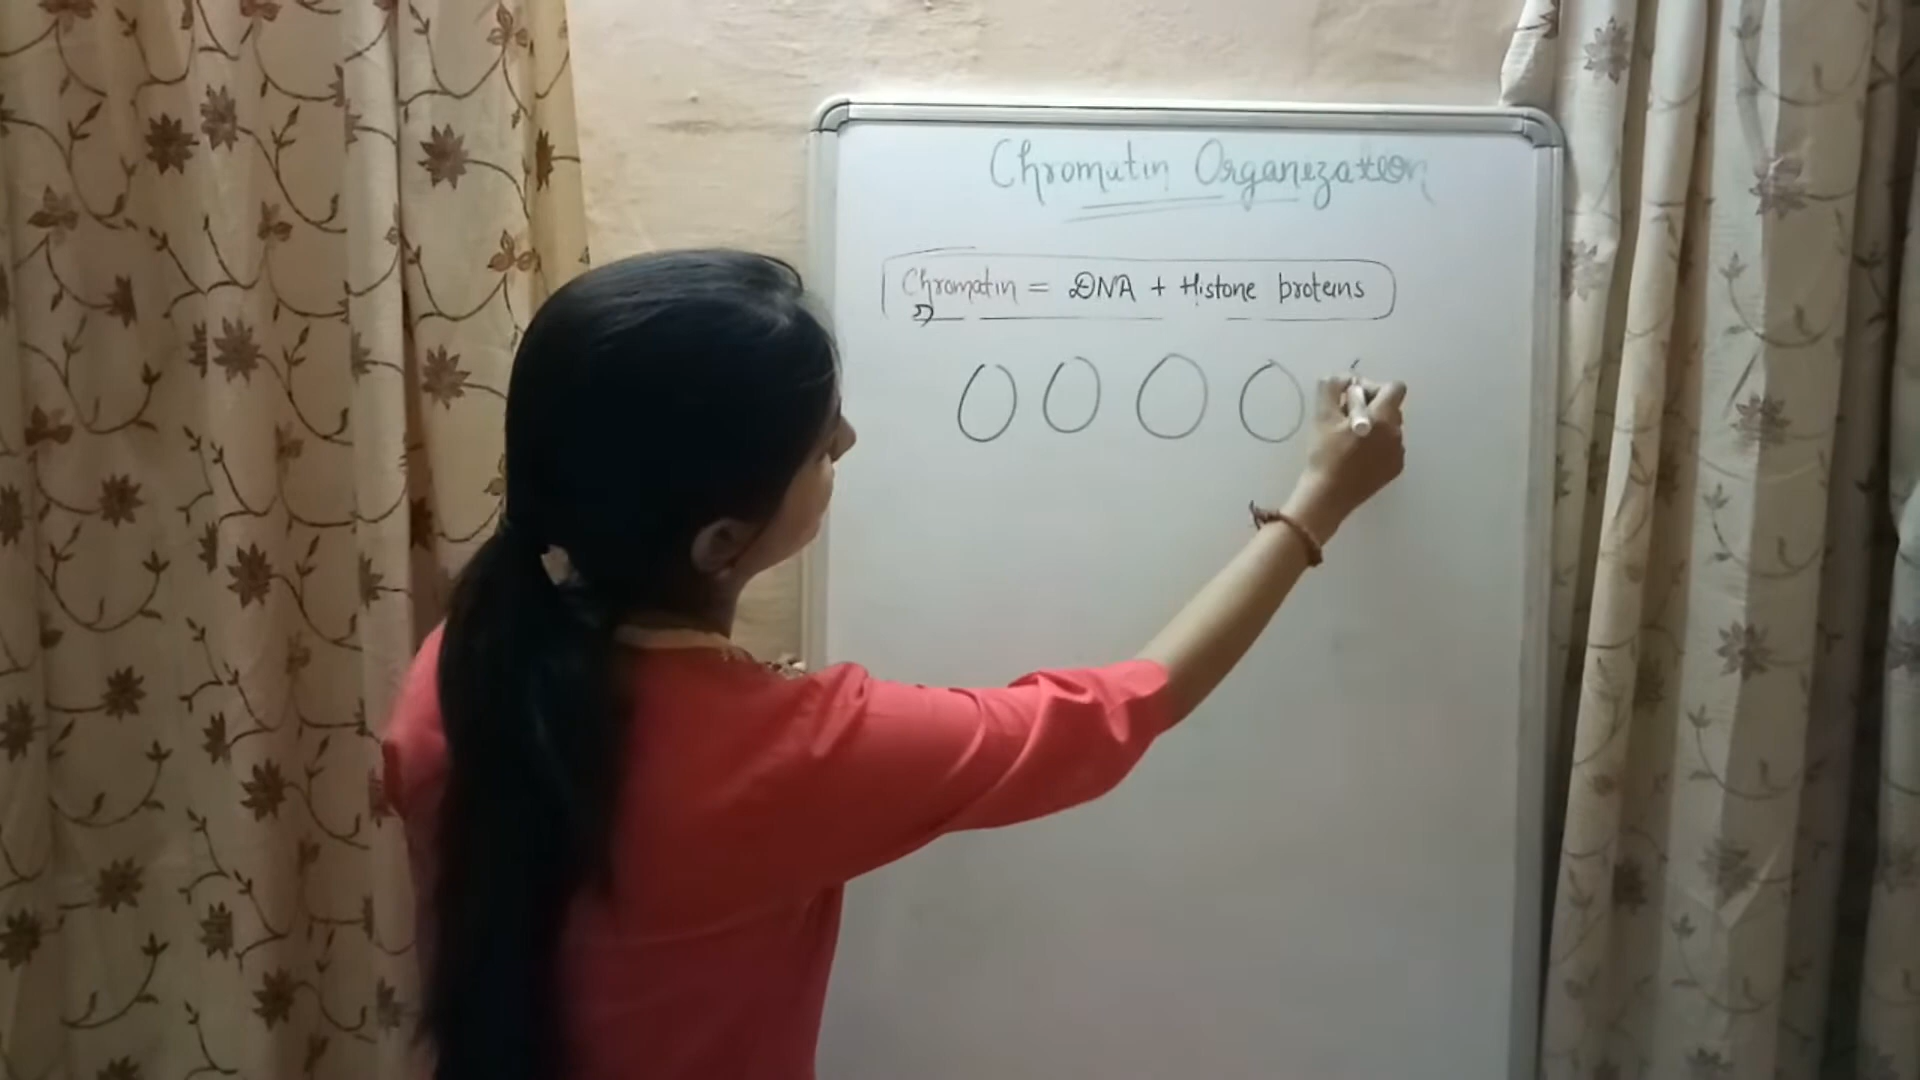 Chromatin Organization
Chromatin = DNA + Histone proteins